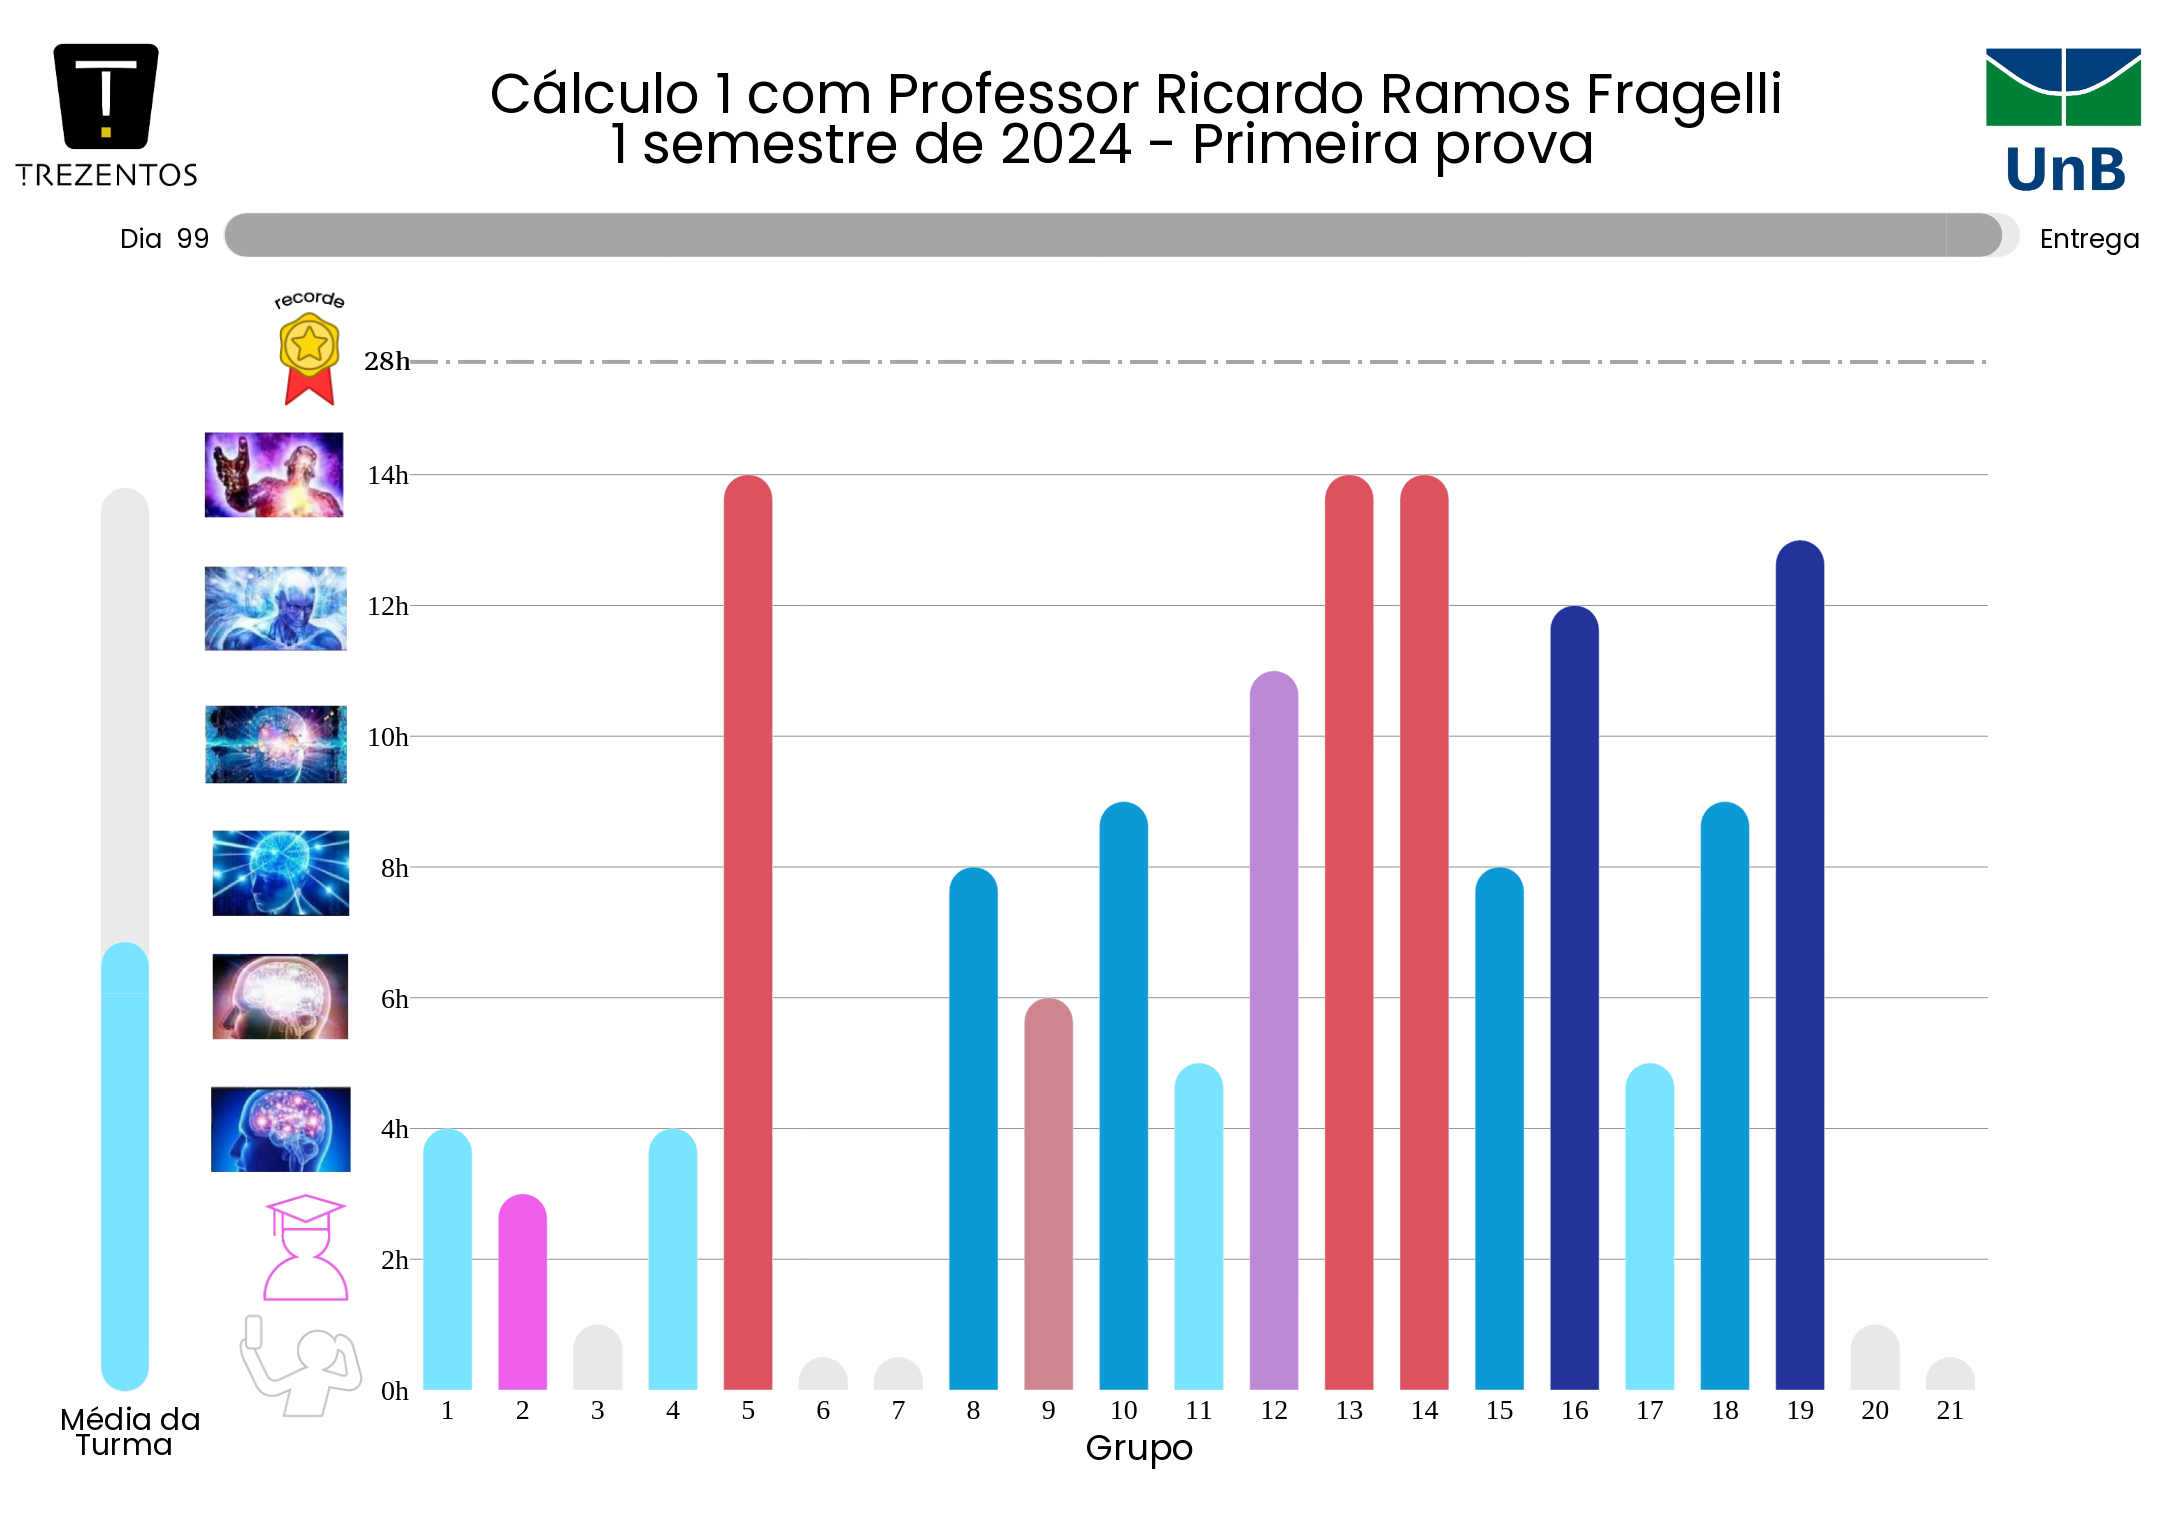 TREZENTOS
Cálculo 1 com Professor Ricardo Ramos Fragelli
1 semestre de 2024 - Primeira prova
UnB
Dia 99
Entrega
recorde
28h
14h
12h
10h
8h
6h
4h
2h
0h
1 2 3 4 5 6 7 8 9 10 11 12 13 14 15 16 17 18 19 20 21
Grupo
Média da
Turma